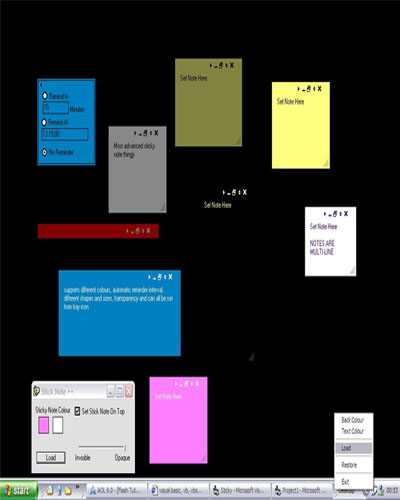 Set Note Here
Set Note Here
Remind In
10
Minutes
Remind At
13:15:00
No Reminder
Most advanced sticky
note thingy
Set Note Here
Set Note Here
NOTES ARE
MULTI-LINE
supports different colours, automatic reminder interval,
different shapes and sizes, transparency and can all be run
from tray icon
Stick Note ++
Sticky Note Colour
Set Stick Note On Top
Load
Invisible
Opaque
Set Note Here
Back Colour
Text Colour
Load
Restore
Exit
start
AOL 9.0 - [Flash Tut...
visual basic, vb, vbs...
Sticky - Microsoft Vis...
Project1 - Microsoft ...
Desktop
00:53